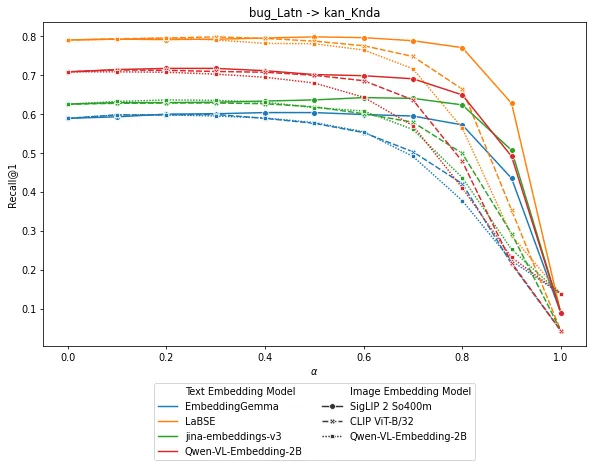 bug_Latn -> kan_Knda
Recall@1
0.8
0.7
0.6
0.5
0.4
0.3
0.2
0.1
0.0 0.2 0.4 0.6 0.8 1.0
α
Text Embedding Model
EmbeddingGemma
LaBSE
jina-embeddings-v3
Qwen-VL-Embedding-2B
Image Embedding Model
SigLIP 2 So400m
CLIP ViT-B/32
Qwen-VL-Embedding-2B